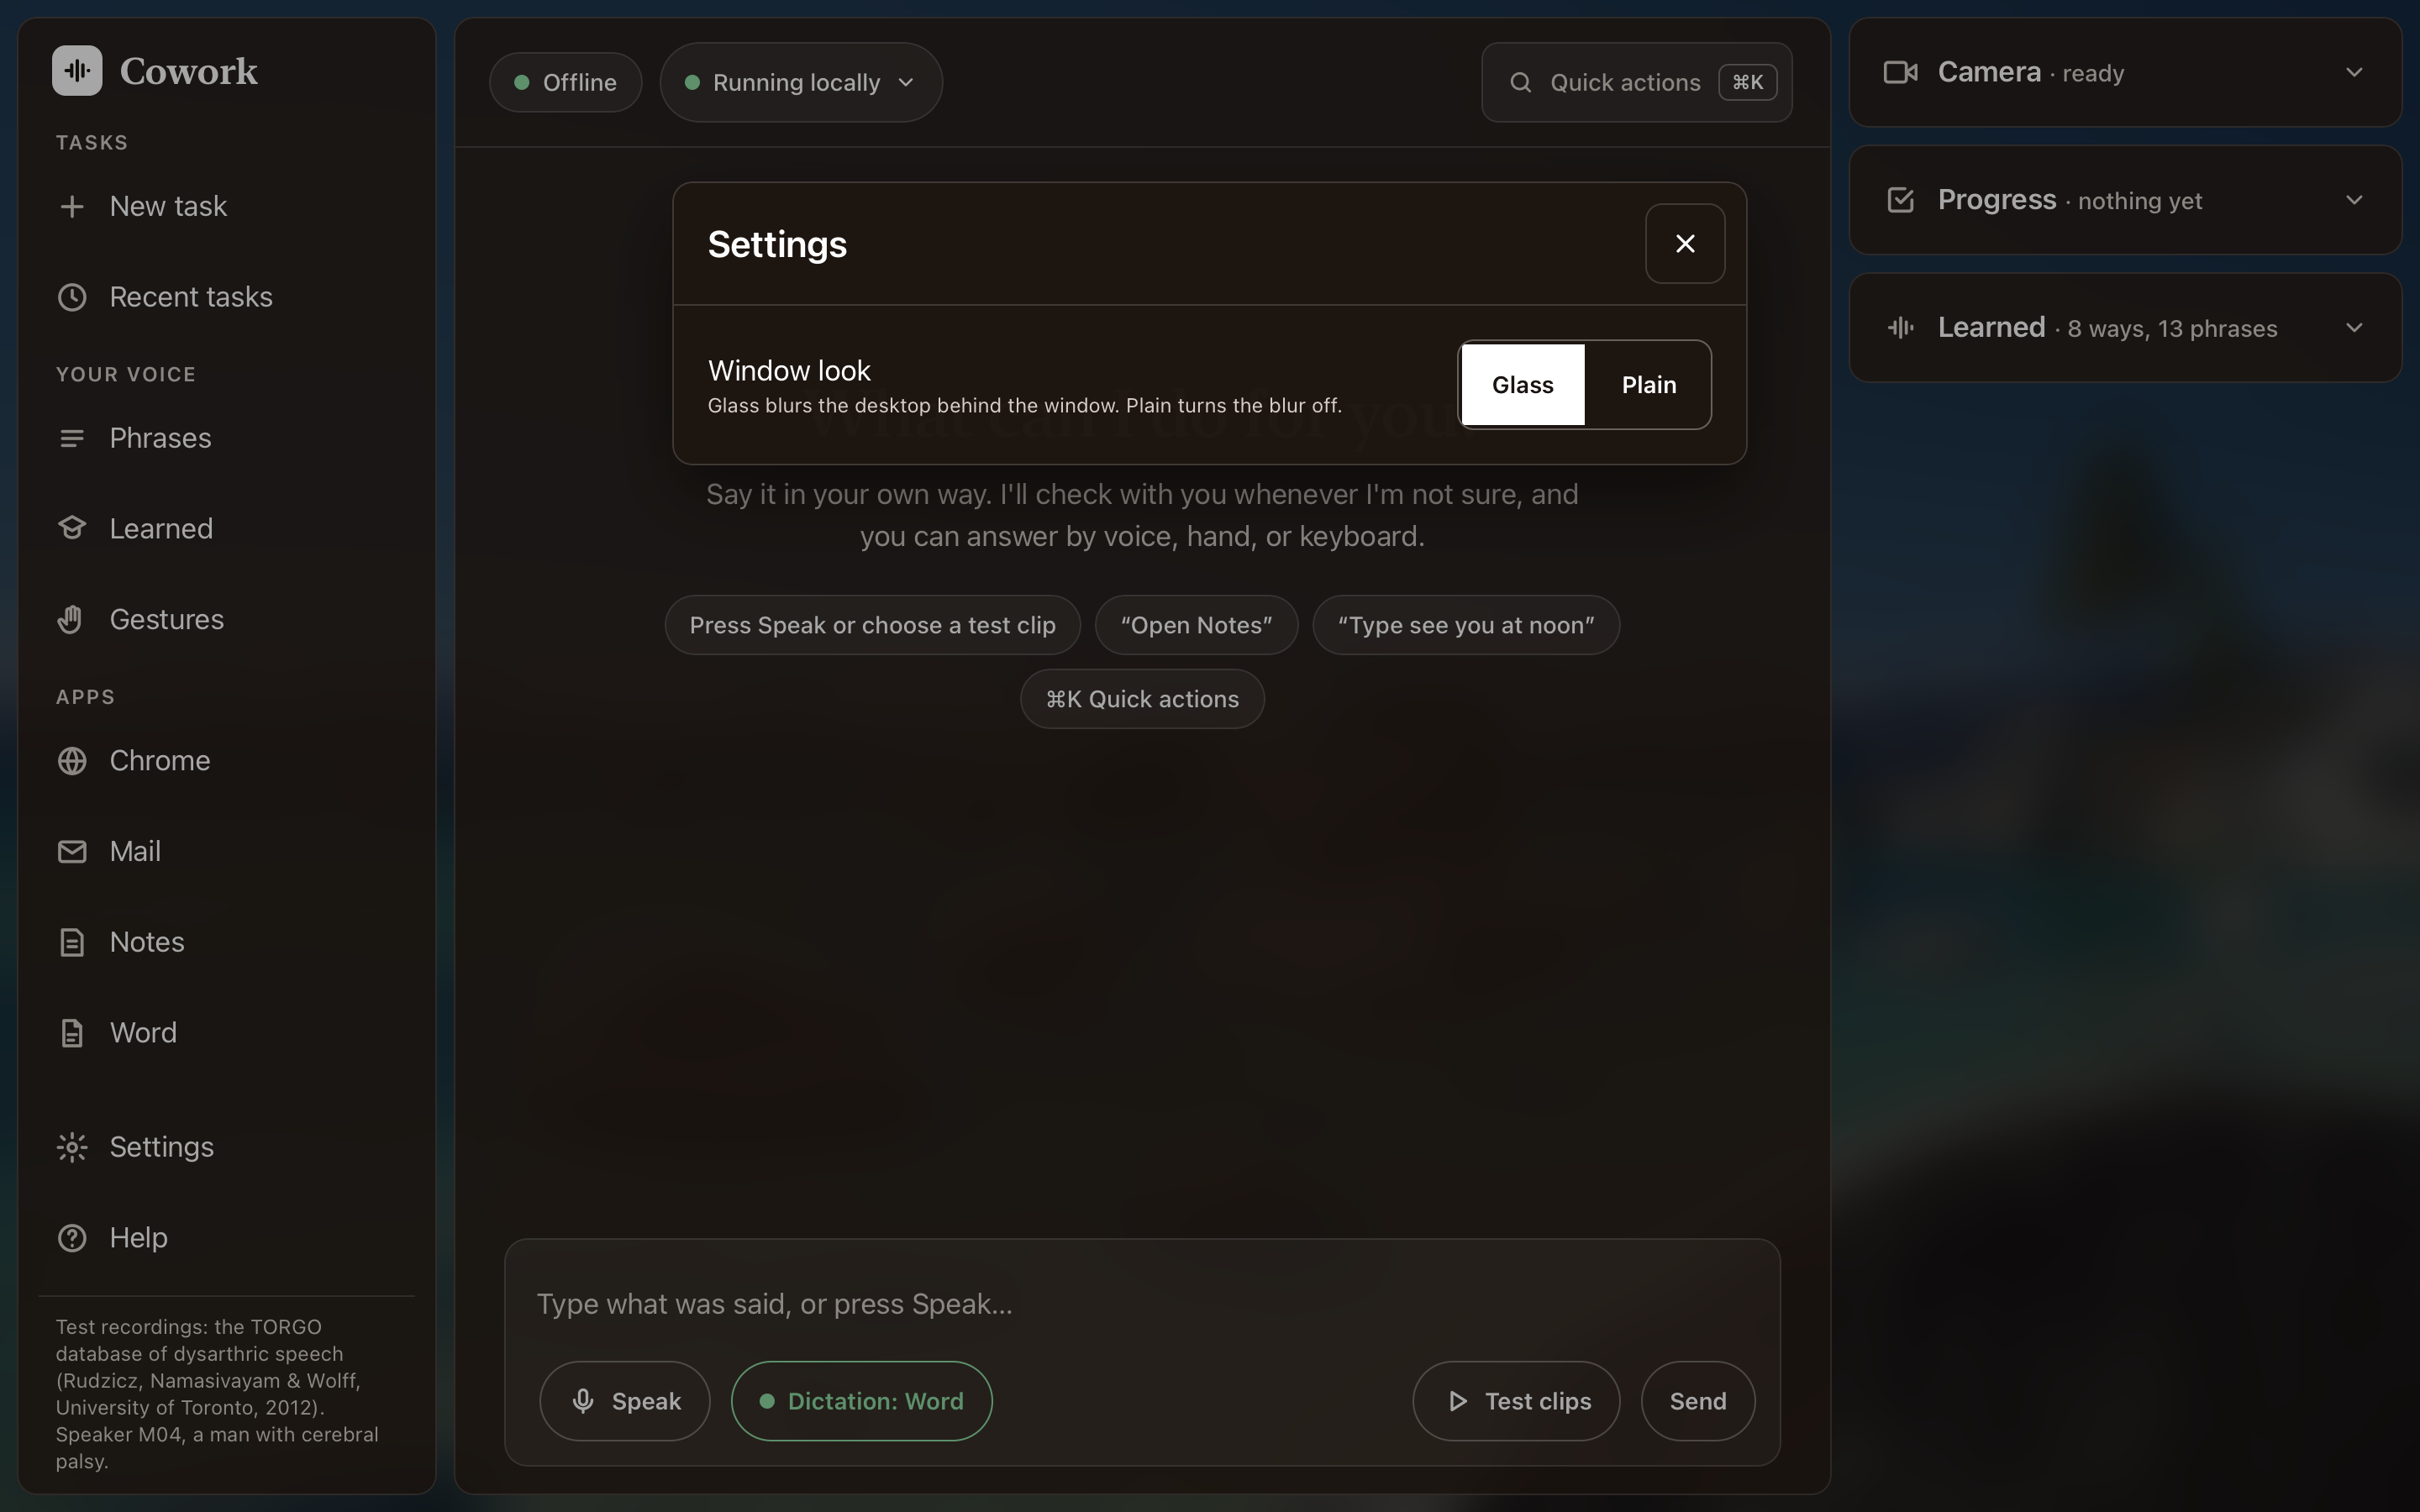 Cowork
TASKS
New task
Recent tasks
YOUR VOICE
Phrases
Learned
Gestures
APPS
Chrome
Mail
Notes
Word
Settings
Help
Test recordings: the TORGO
database of dysarthric speech
(Rudzicz, Namasivayam & Wolff,
University of Toronto, 2012).
Speaker M04, a man with cerebral
palsy.
Offline
Running locally
Quick actions ⌘K
Settings
Window look
Glass blurs the desktop behind the window. Plain turns the blur off.
Glass Plain
What can I do for you
Say it in your own way. I'll check with you whenever I'm not sure, and
you can answer by voice, hand, or keyboard.
Press Speak or choose a test clip
“Open Notes”
“Type see you at noon”
⌘K Quick actions
Type what was said, or press Speak...
Speak
Dictation: Word
Test clips
Send
Camera · ready
Progress · nothing yet
Learned · 8 ways, 13 phrases